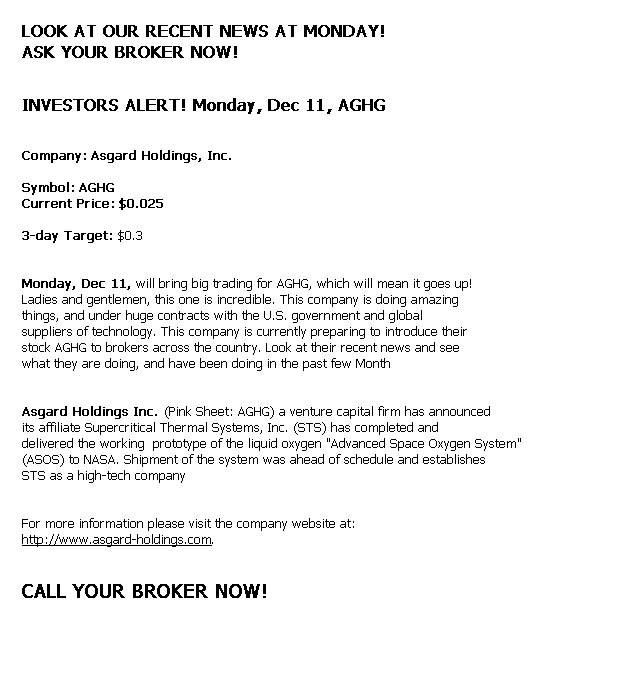 LOOK AT OUR RECENT NEWS AT MONDAY!
ASK YOUR BROKER NOW!
INVESTORS ALERT! Monday, Dec 11, AGHG
Company: Asgard Holdings, Inc.
Symbol: AGHG
Current Price: $0.025
3-day Target: $0.3
Monday, Dec 11, will bring big trading for AGHG, which will mean it goes up!
Ladies and gentlemen, this one is incredible. This company is doing amazing
things, and under huge contracts with the U.S. government and global
suppliers of technology. This company is currently preparing to introduce their
stock AGHG to brokers across the country. Look at their recent news and see
what they are doing, and have been doing in the past few Month
Asgard Holdings Inc. (Pink Sheet: AGHG) a venture capital firm has announced
its affiliate Supercritical Thermal Systems, Inc. (STS) has completed and
delivered the working  prototype of the liquid oxygen "Advanced Space Oxygen System"
(ASOS) to NASA. Shipment of the system was ahead of schedule and establishes
STS as a high-tech company
For more information please visit the company website at:
http://www.asgard-holdings.com.
CALL YOUR BROKER NOW!